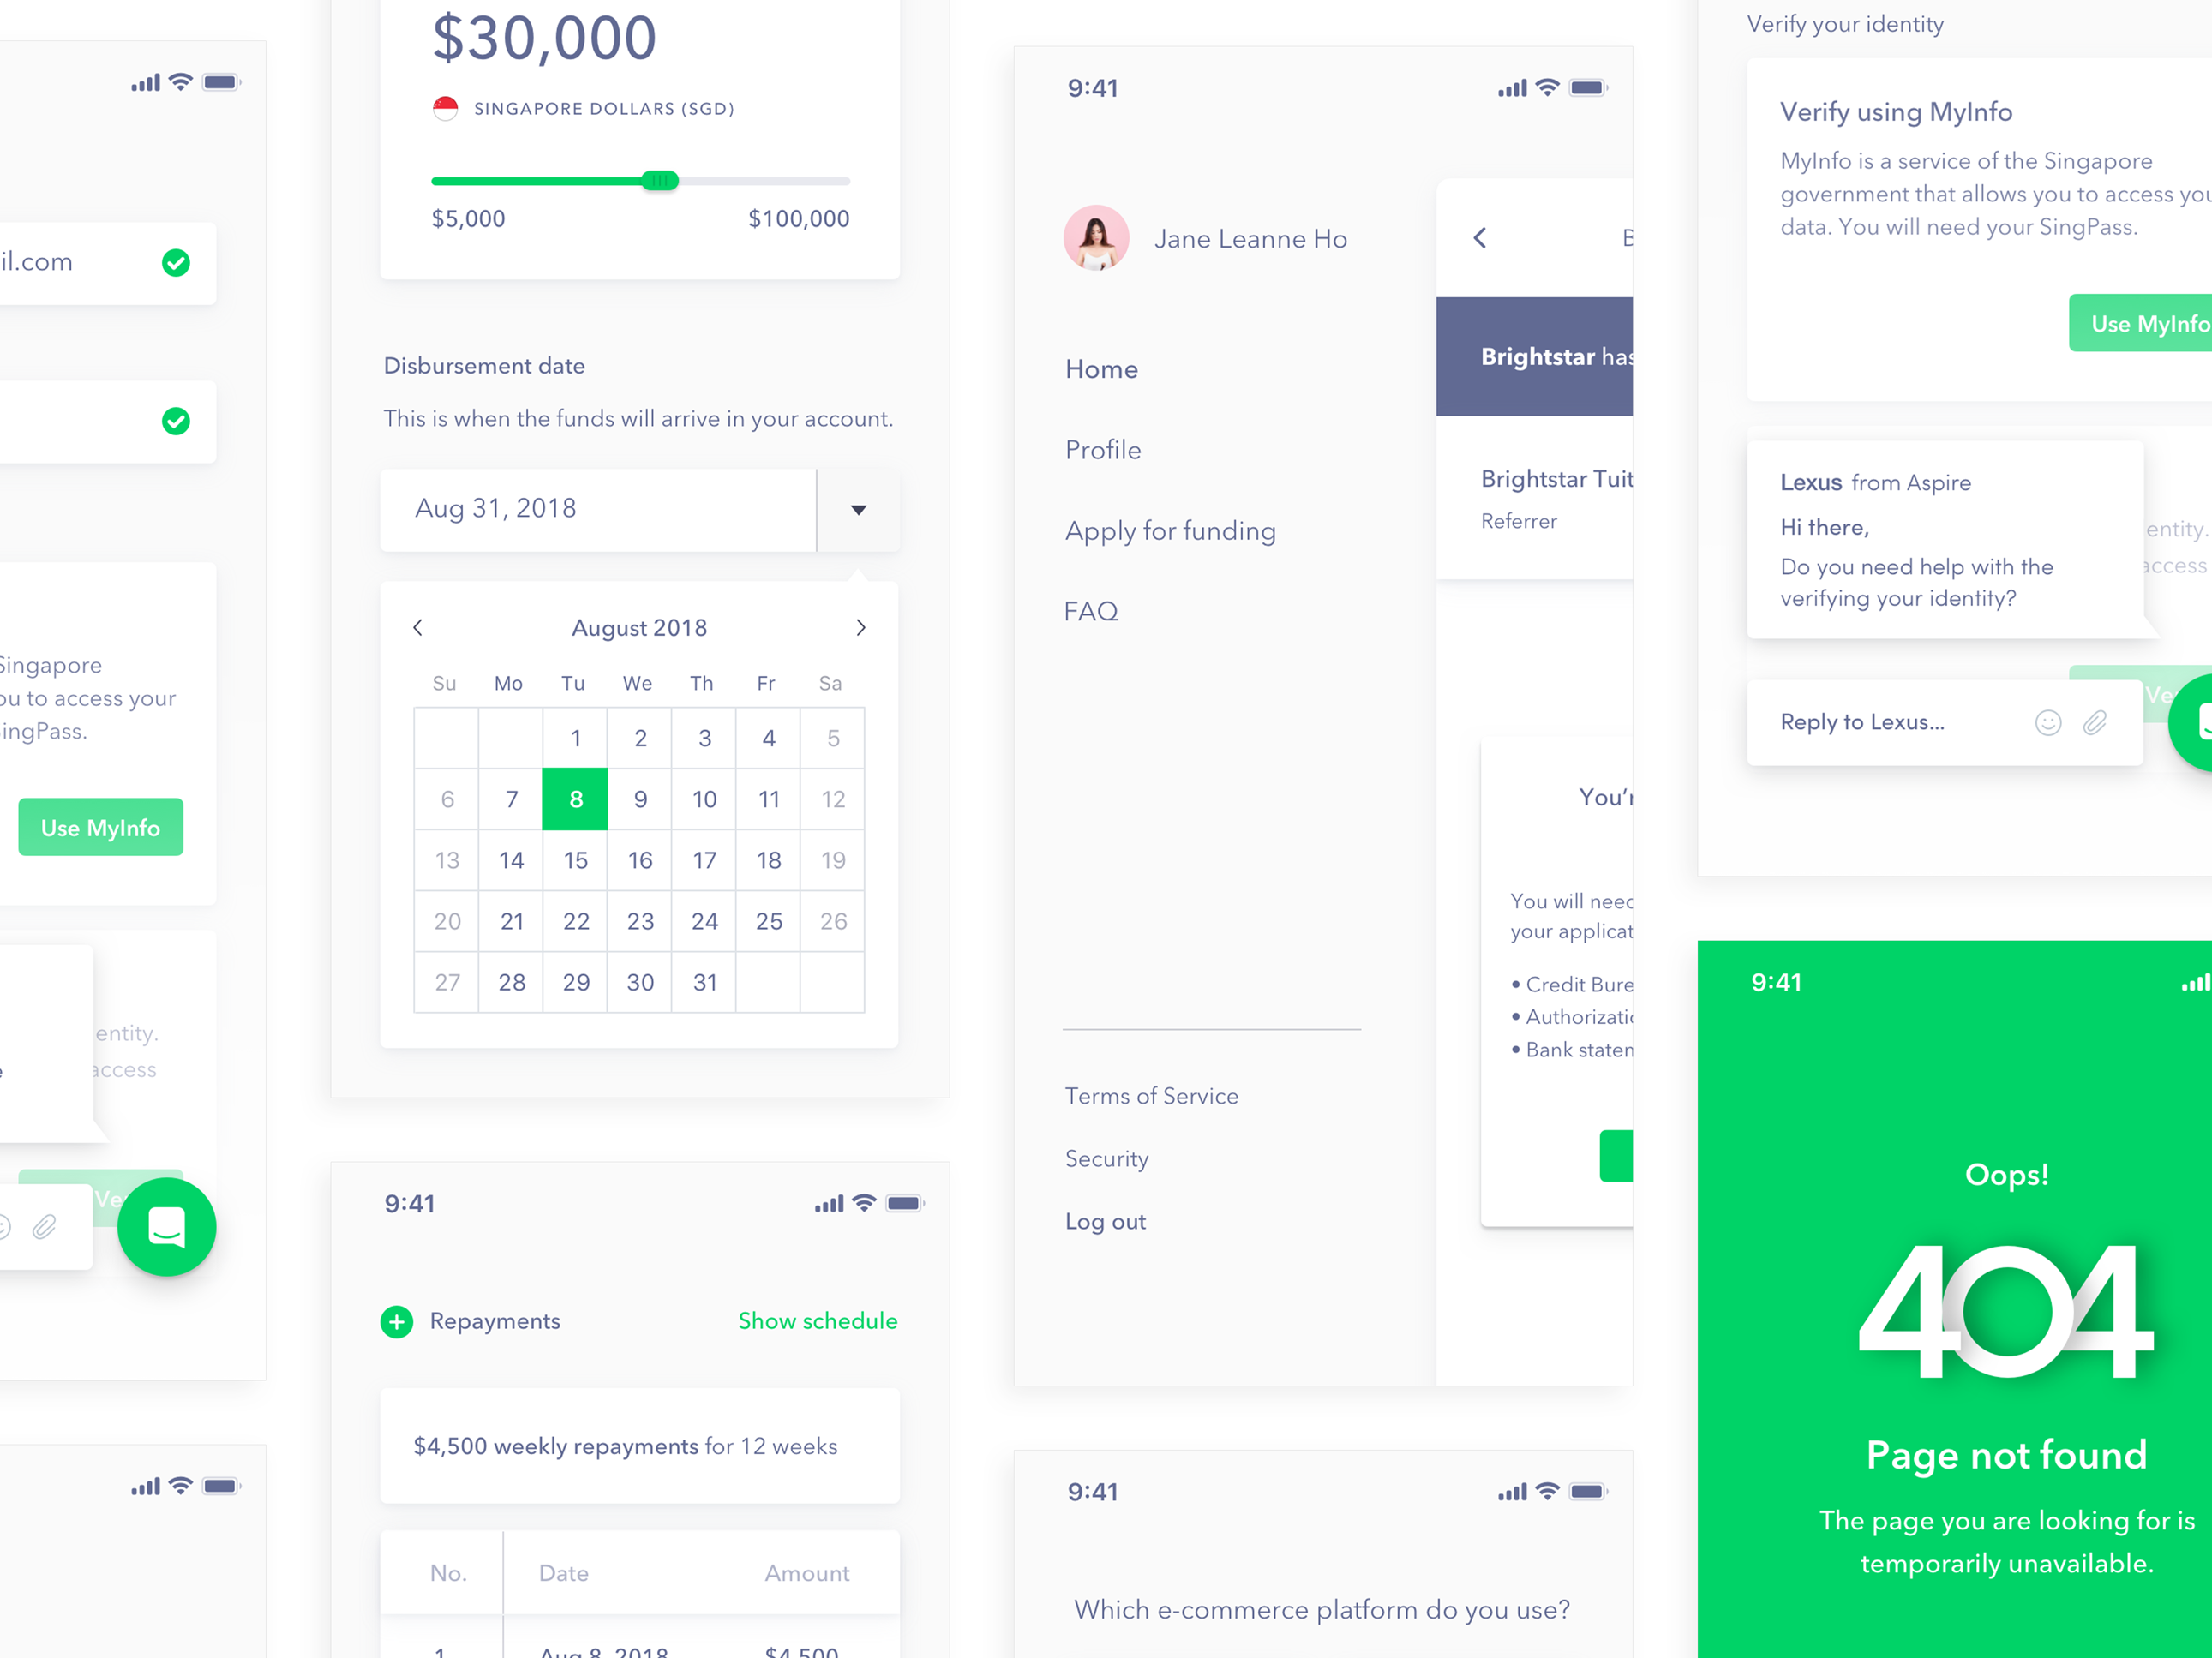 il.com
Singapore
ou to access your
SingPass.
Use MyInfo
entity.
access
Ve
$30,000
SINGAPORE DOLLARS (SGD)
$5,000
$100,000
Disbursement date
This is when the funds will arrive in your account.
Aug 31, 2018
August 2018
Su Mo Tu We Th Fr Sa
1 2 3 4 5
6 7 8 9 10 11 12
13 14 15 16 17 18 19
20 21 22 23 24 25 26
27 28 29 30 31
9:41
Repayments
Show schedule
$4,500 weekly repayments for 12 weeks
No. Date Amount
1 Aug 8, 2018 $4,500
9:41
Jane Leanne Ho
Home
Profile
Apply for funding
FAQ
Terms of Service
Security
Log out
Brightstar has
Brightstar Tuit
Referrer
You'r
You will need
your applicat
• Credit Bure
• Authorizatio
• Bank statem
9:41
Which e-commerce platform do you use?
Verify your identity
Verify using MyInfo
MyInfo is a service of the Singapore
government that allows you to access you
data. You will need your SingPass.
Use MyInfo
Lexus from Aspire
Hi there,
Do you need help with the
verifying your identity?
entity.
access
Ve
Reply to Lexus...
9:41
Oops!
404
Page not found
The page you are looking for is
temporarily unavailable.